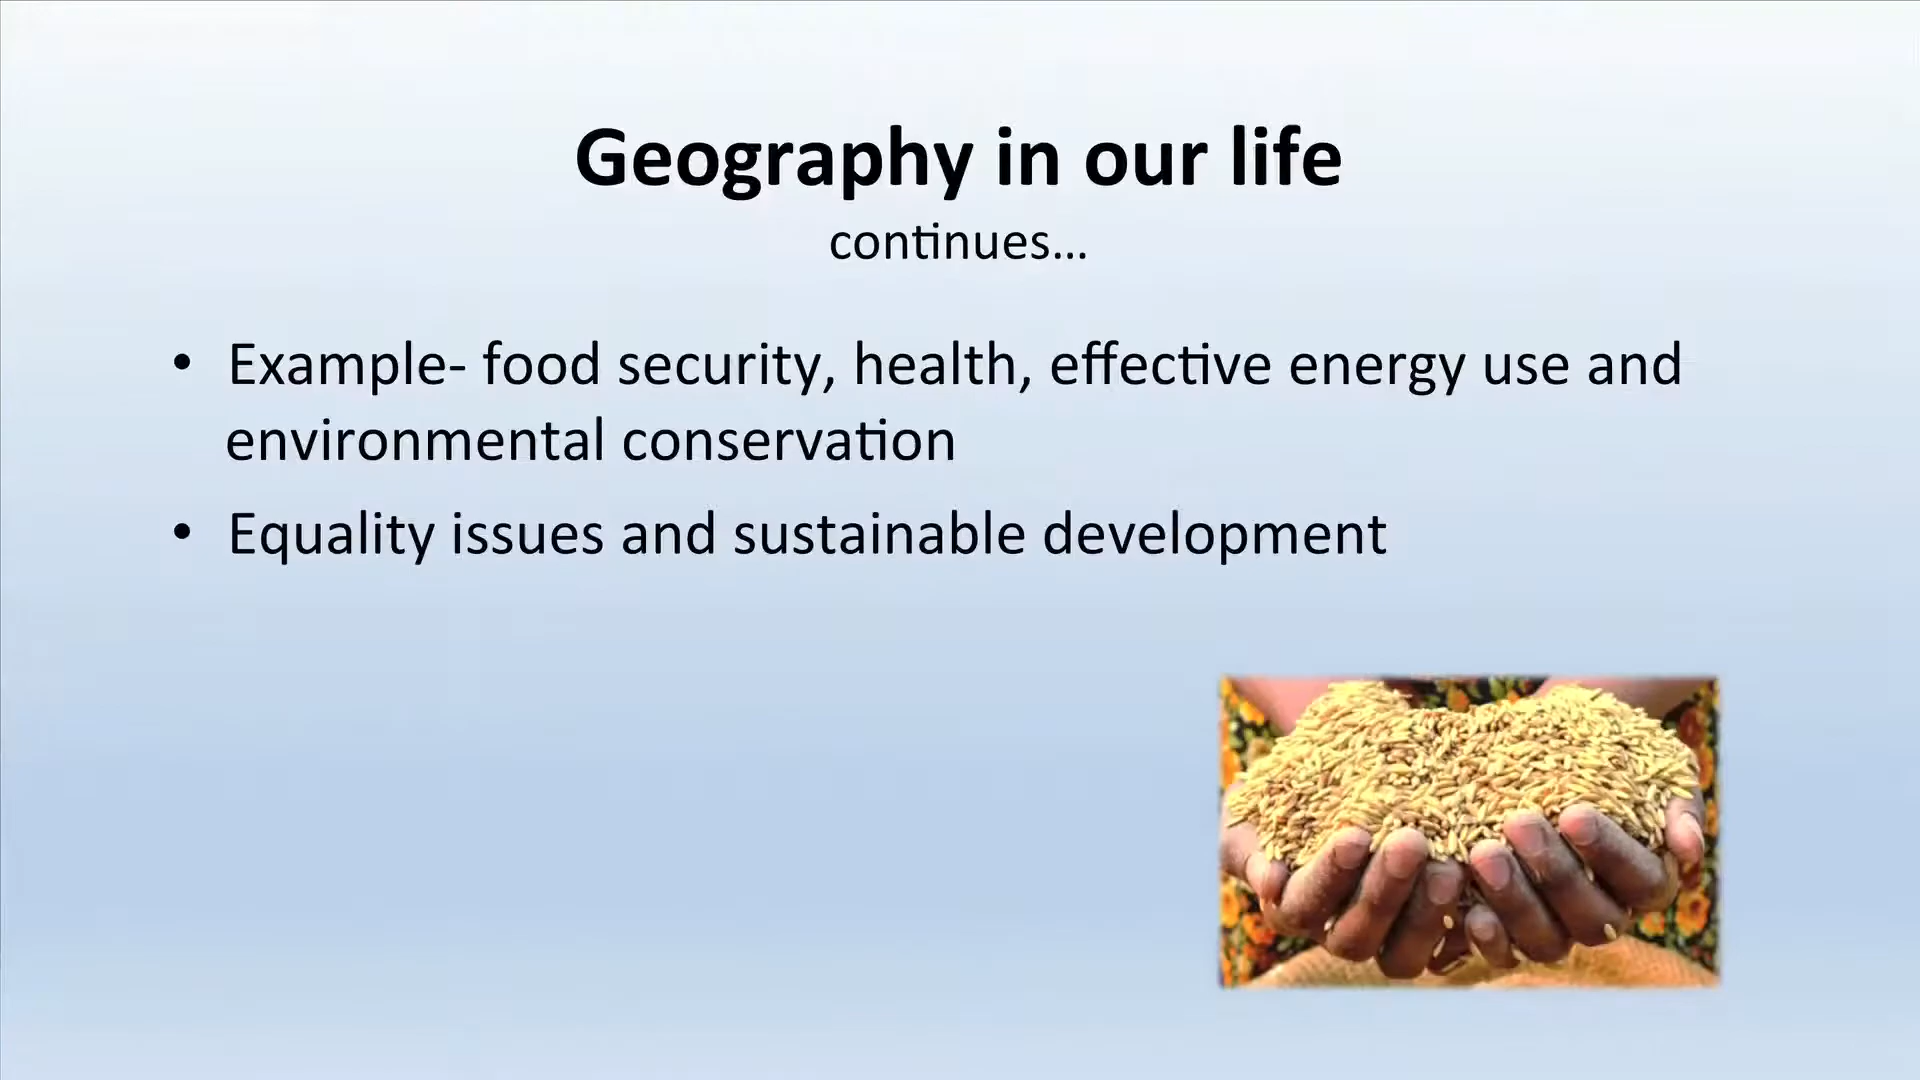 Geography in our life
continues...
• Example- food security, health, effective energy use and
environmental conservation
• Equality issues and sustainable development